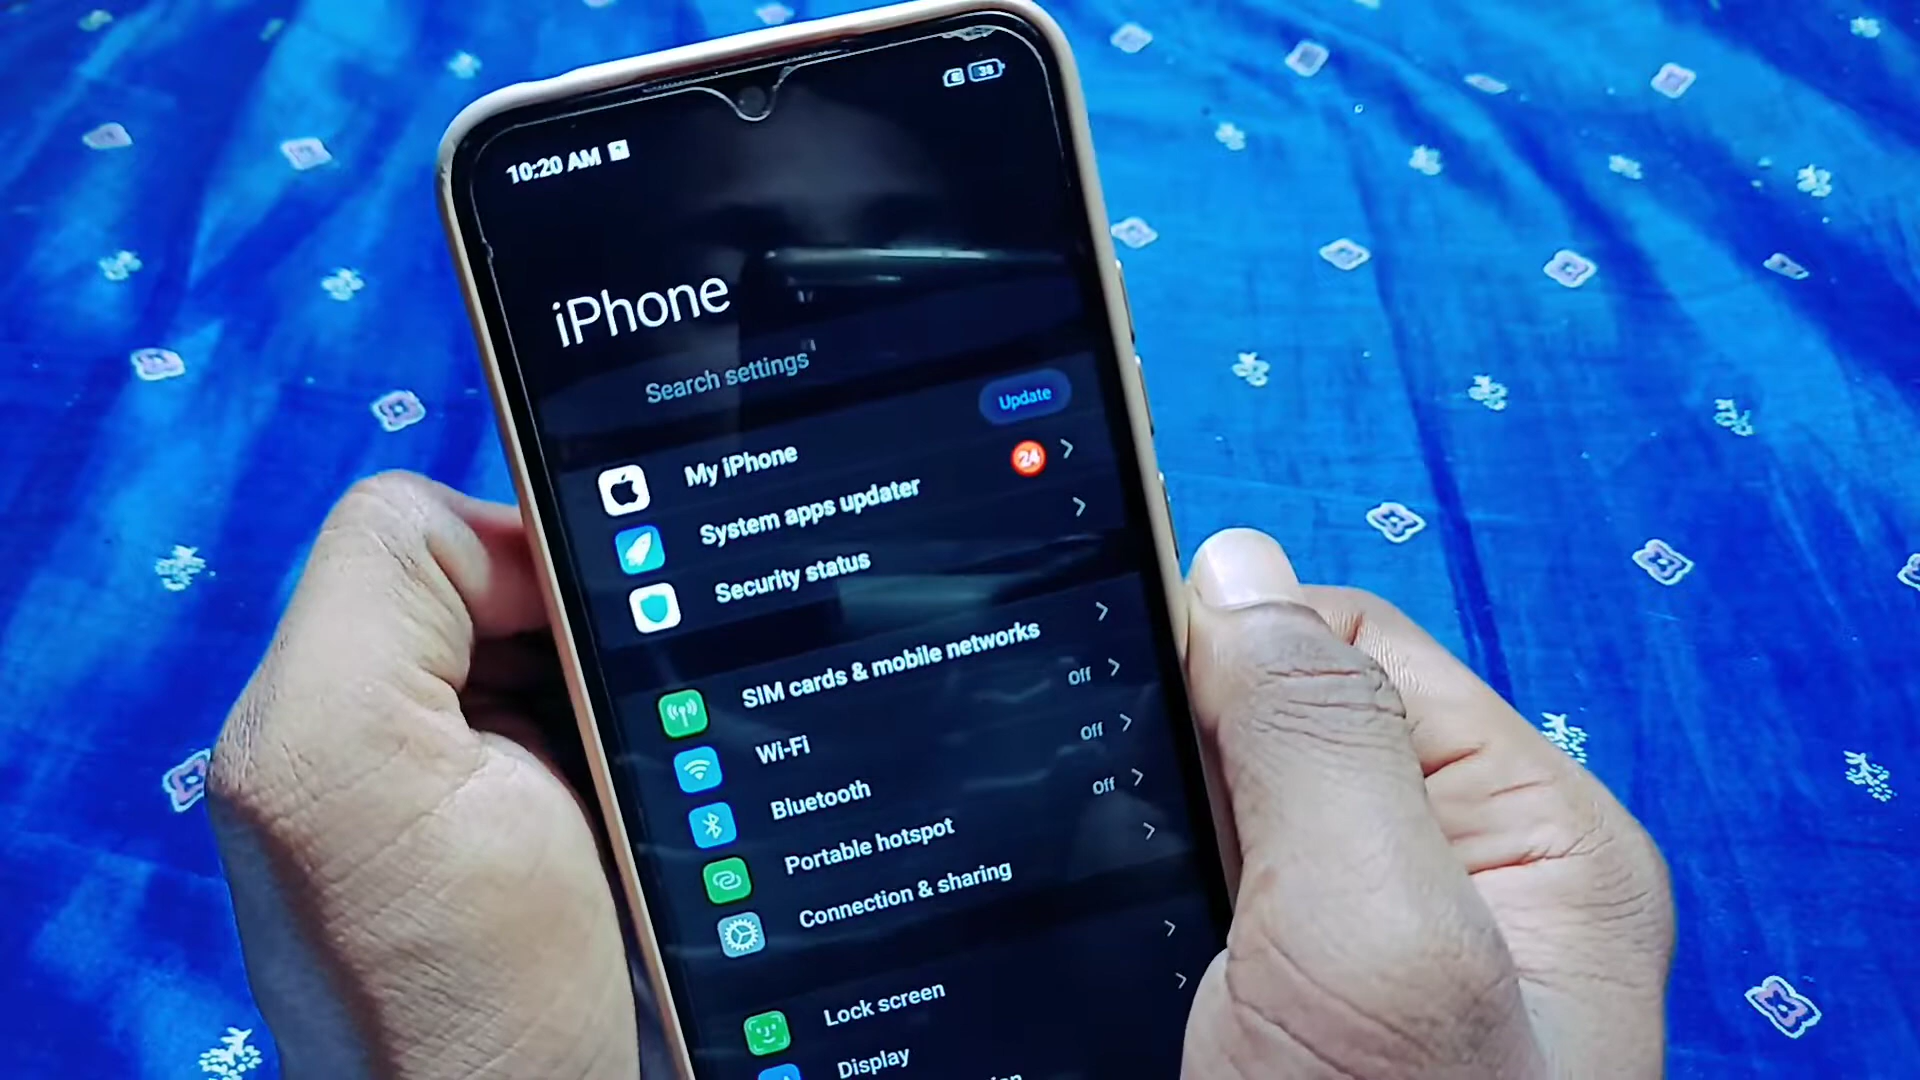 10:20 AM
38
iPhone
Search settings
Update
My iPhone
System apps updater
24
Security status
SIM cards & mobile networks
Wi-Fi
Off
Bluetooth
Off
Portable hotspot
Off
Connection & sharing
Lock screen
Display